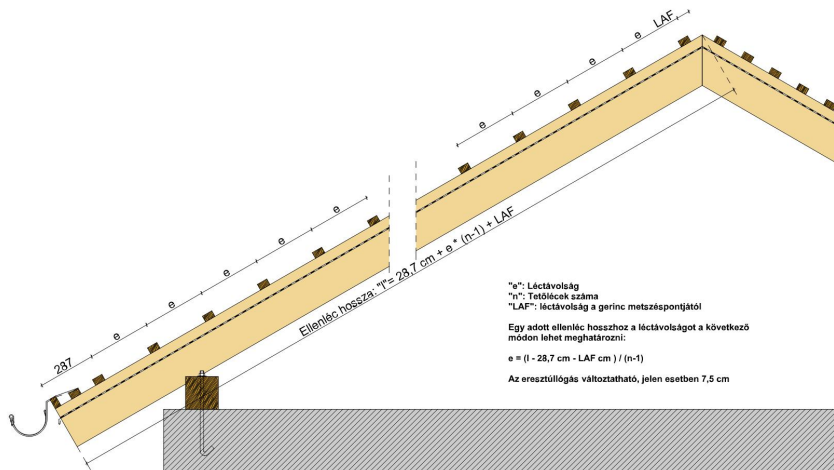 LAF
e
e
e
e
e
e
e
e
287
Ellenléc hossza: "l"= 28,7 cm + e * (n-1) + LAF
"e": Léctávolság
"n": Tetőlécek száma
"LAF": léctávolság a gerinc metszéspontjától
Egy adott ellenléc hosszhoz a léctávolságot a következő
módon lehet meghatározni:
e = (l - 28,7 cm - LAF cm ) / (n-1)
Az eresztúllógás változtatható, jelen esetben 7,5 cm